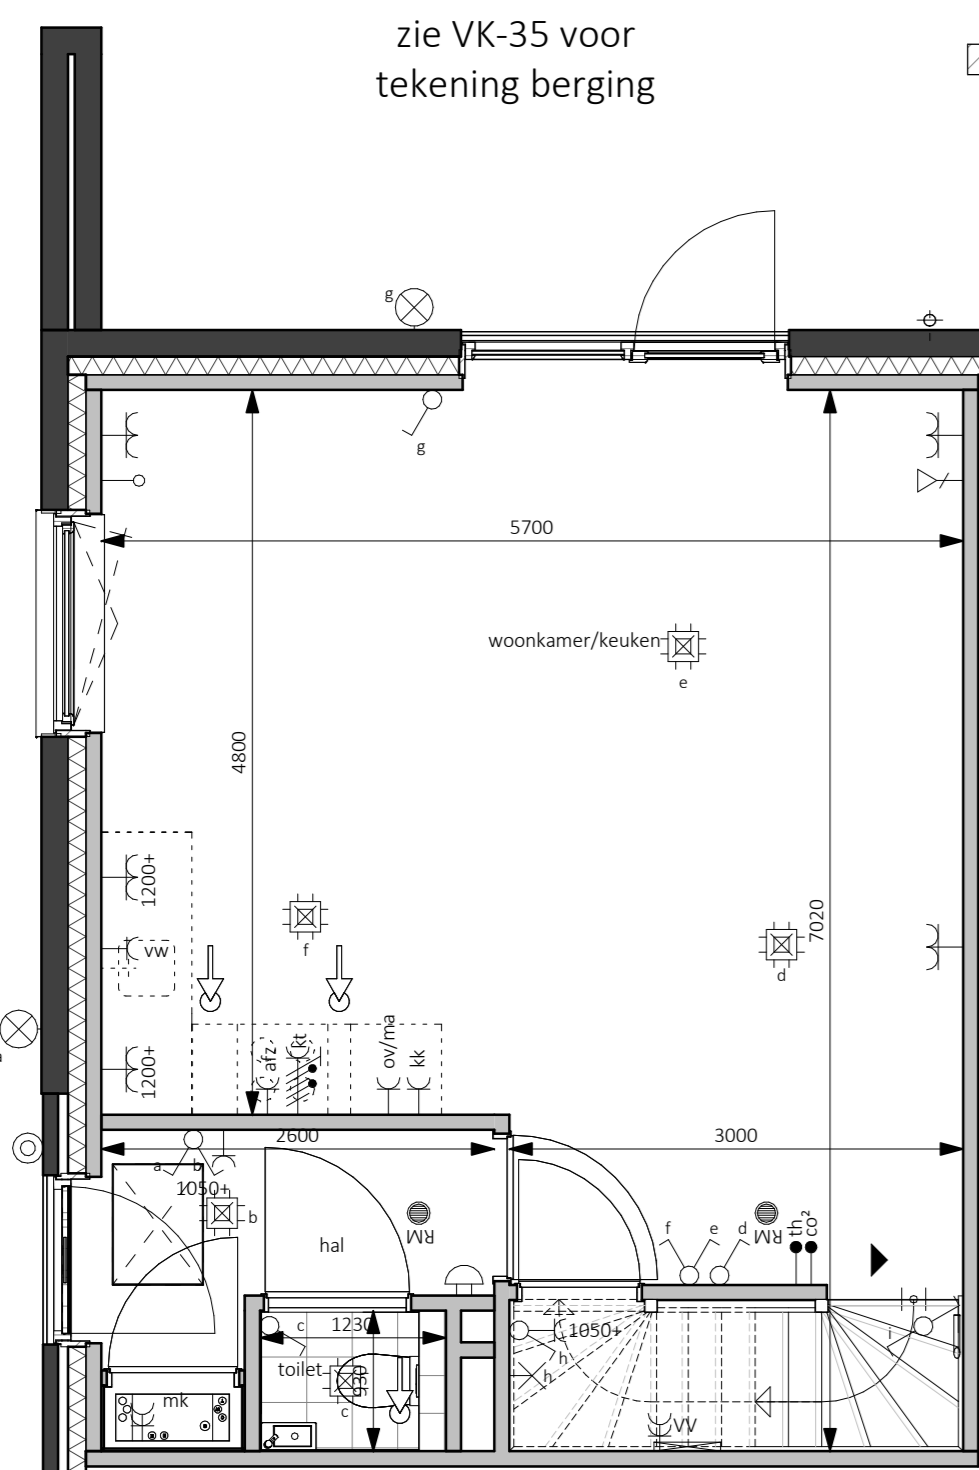 zie VK-35 voor
tekening berging
g
g
5700
woonkamer/keuken
e
4800
1200+
7020
f
d
vw
afz
kt
ov/ma
kk
1200+
a
2600
3000
a
b
1050+
b
RM
hal
f
e
d
RM
th
co²
c
1230
1050+
i
toilet
930
h
h
c
mk
VV